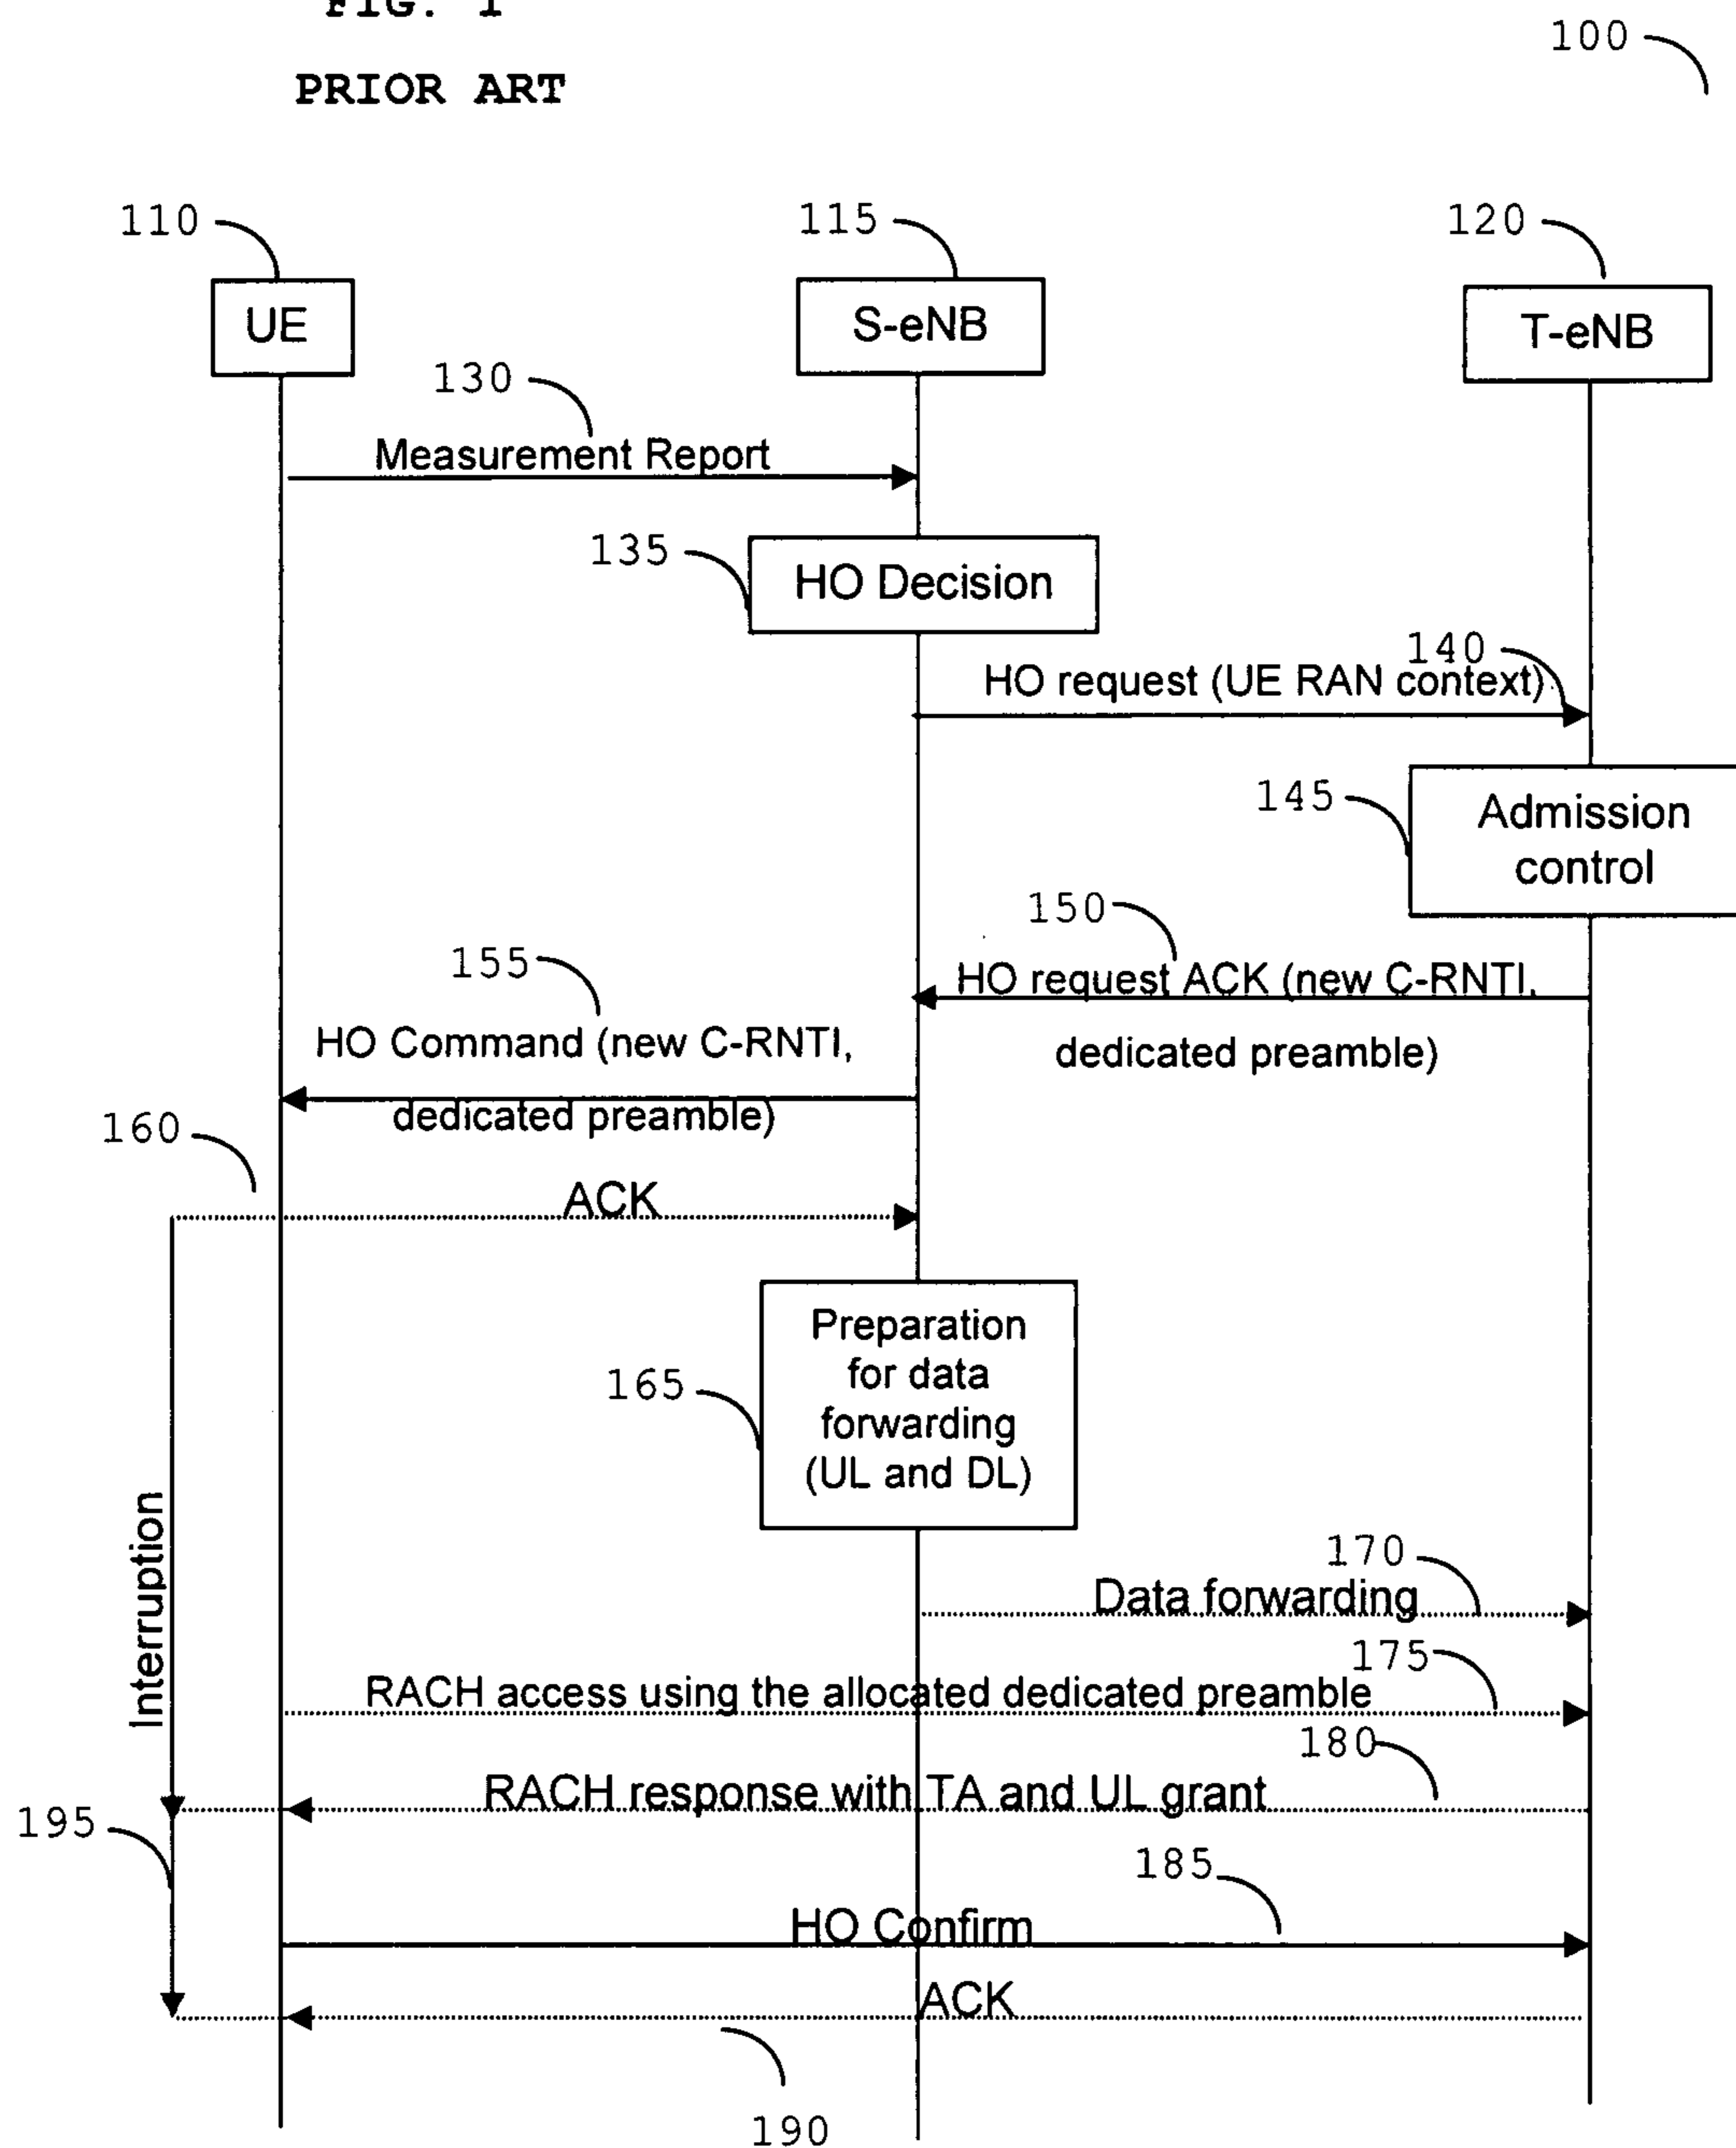 FIG. 1
PRIOR ART
100
110
115
120
UE
S-eNB
T-eNB
130
Measurement Report
135
HO Decision
140
HO request (UE RAN context)
145
Admission
control
150
HO request ACK (new C-RNTI,
dedicated preamble)
155
HO Command (new C-RNTI,
dedicated preamble)
160
ACK
165
Preparation
for data
forwarding
(UL and DL)
Interruption
170
Data forwarding
175
RACH access using the allocated dedicated preamble
180
RACH response with TA and UL grant
195
185
HO Confirm
ACK
190